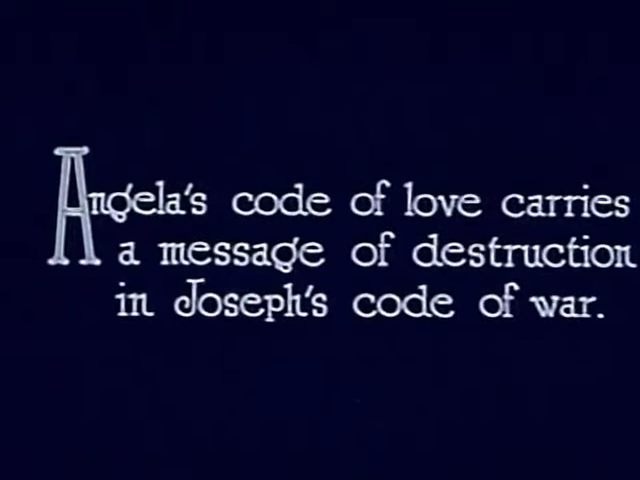 Angela's code of love carries
a message of destruction
in Joseph's code of war.